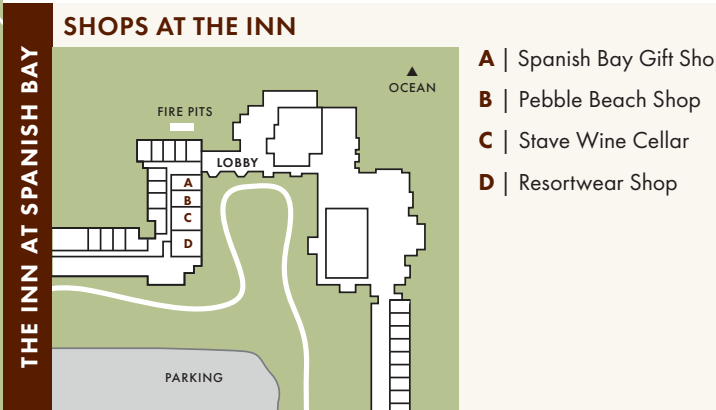 THE INN AT SPANISH BAY
SHOPS AT THE INN
OCEAN
FIRE PITS
LOBBY
A
B
C
D
PARKING
A | Spanish Bay Gift Sho
B | Pebble Beach Shop
C | Stave Wine Cellar
D | Resortwear Shop